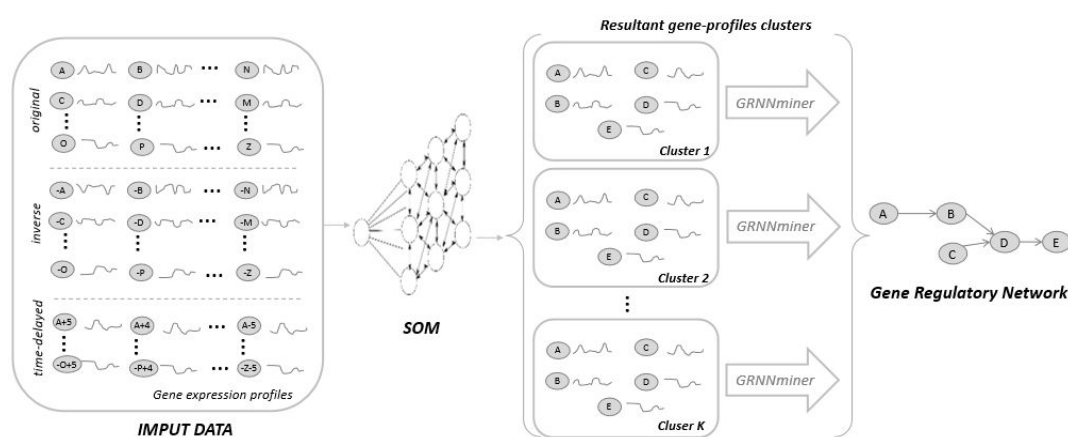 Resultant gene-profiles clusters
original
A B ••• N
C D ••• M
O P Z
inverse
-A -B ••• -N
-C -D ••• -M
-O -P ••• -Z
time-delayed
A+5 A+4 ••• A-5
-O+5 -P+4 ••• -Z-5
Gene expression profiles
IMPUT DATA
SOM
A C
B D
E
Cluster 1
GRNNminer
A C
B D
E
Cluster 2
GRNNminer
A C
B D
E
Cluser K
GRNNminer
A B
C D E
Gene Regulatory Network